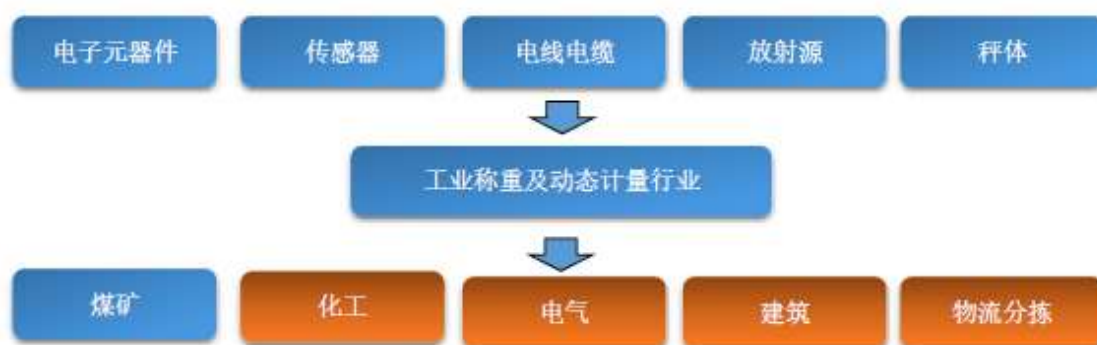 电子元器件
传感器
电线电缆
放射源
秤体
工业称重及动态计量行业
煤矿
化工
电气
建筑
物流分拣